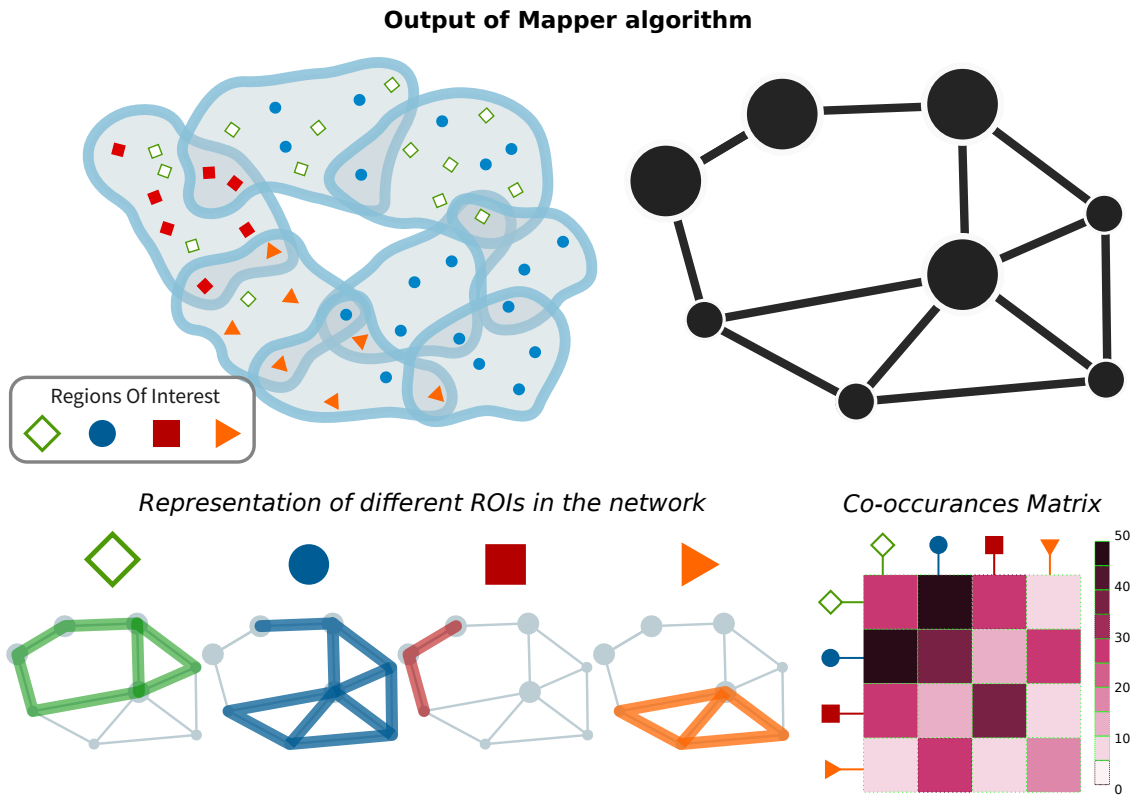 Output of Mapper algorithm
Regions Of Interest
Representation of different ROIs in the network
Co-occurances Matrix
50
40
30
20
10
0